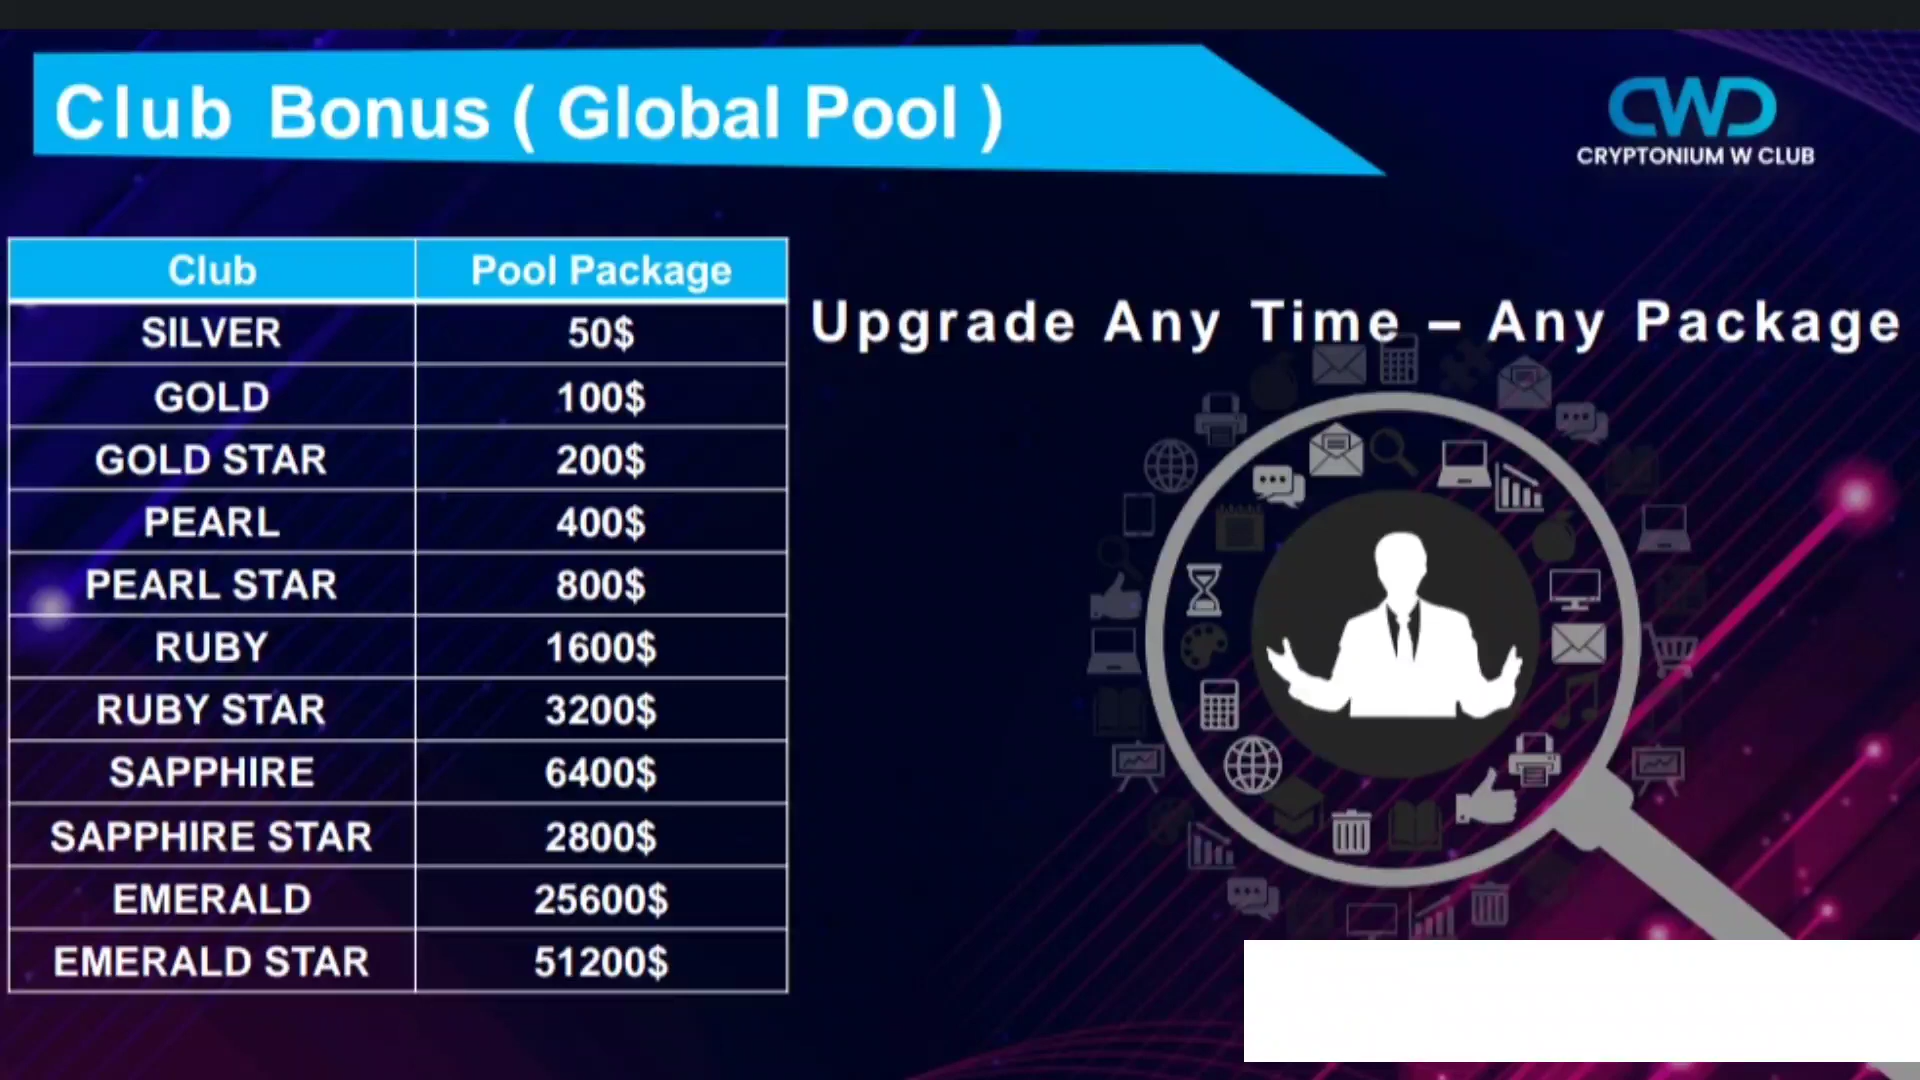 Club Bonus ( Global Pool )
CWD
CRYPTONIUM W CLUB
Club Pool Package
SILVER 50$
GOLD 100$
GOLD STAR 200$
PEARL 400$
PEARL STAR 800$
RUBY 1600$
RUBY STAR 3200$
SAPPHIRE 6400$
SAPPHIRE STAR 2800$
EMERALD 25600$
EMERALD STAR 51200$
Upgrade Any Time – Any Package